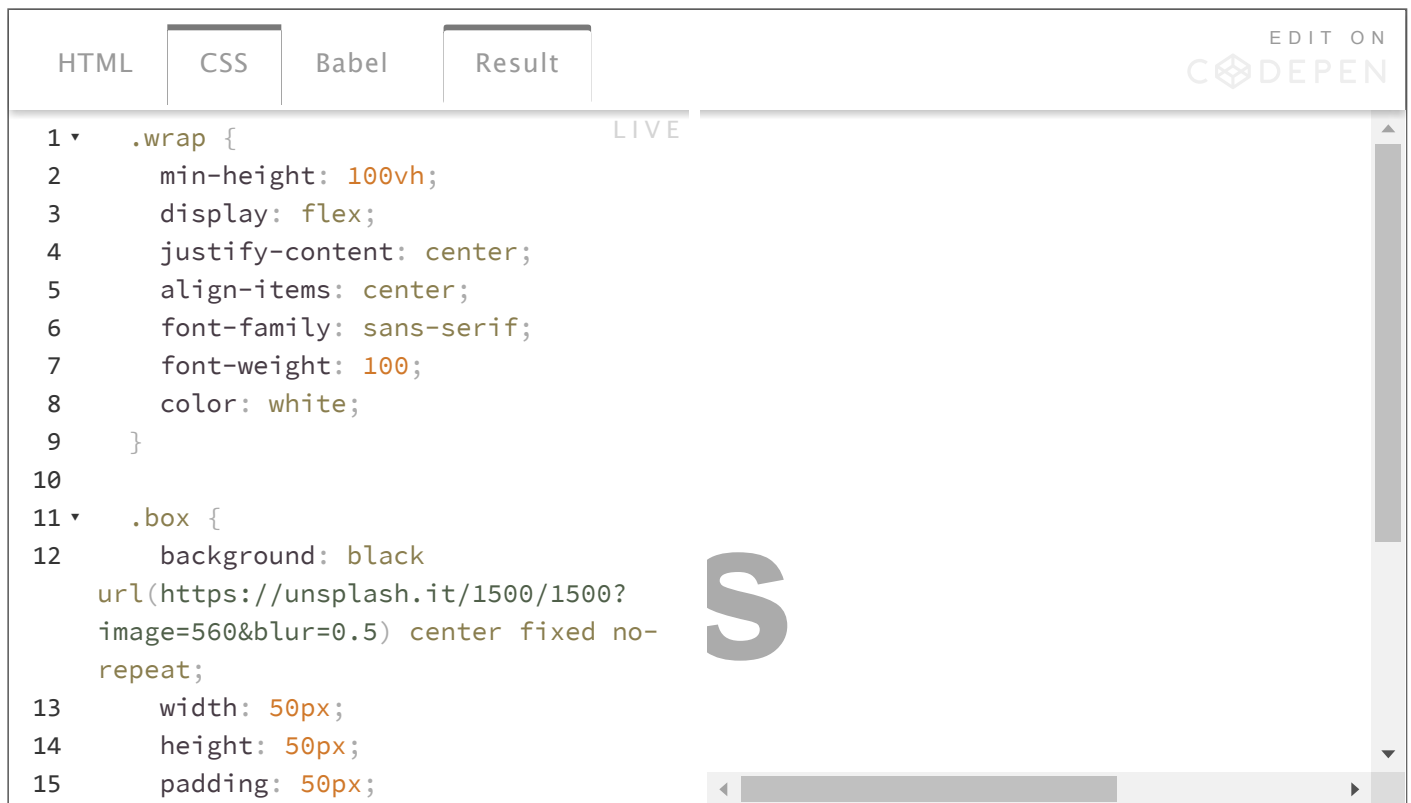 HTML CSS Babel Result
EDIT ON
CODEPEN
LIVE
1 .wrap {
2 min-height: 100vh;
3 display: flex;
4 justify-content: center;
5 align-items: center;
6 font-family: sans-serif;
7 font-weight: 100;
8 color: white;
9 }
10
11 .box {
12 background: black
url(https://unsplash.it/1500/1500?
image=560&blur=0.5) center fixed no-
repeat;
13 width: 50px;
14 height: 50px;
15 padding: 50px;
s